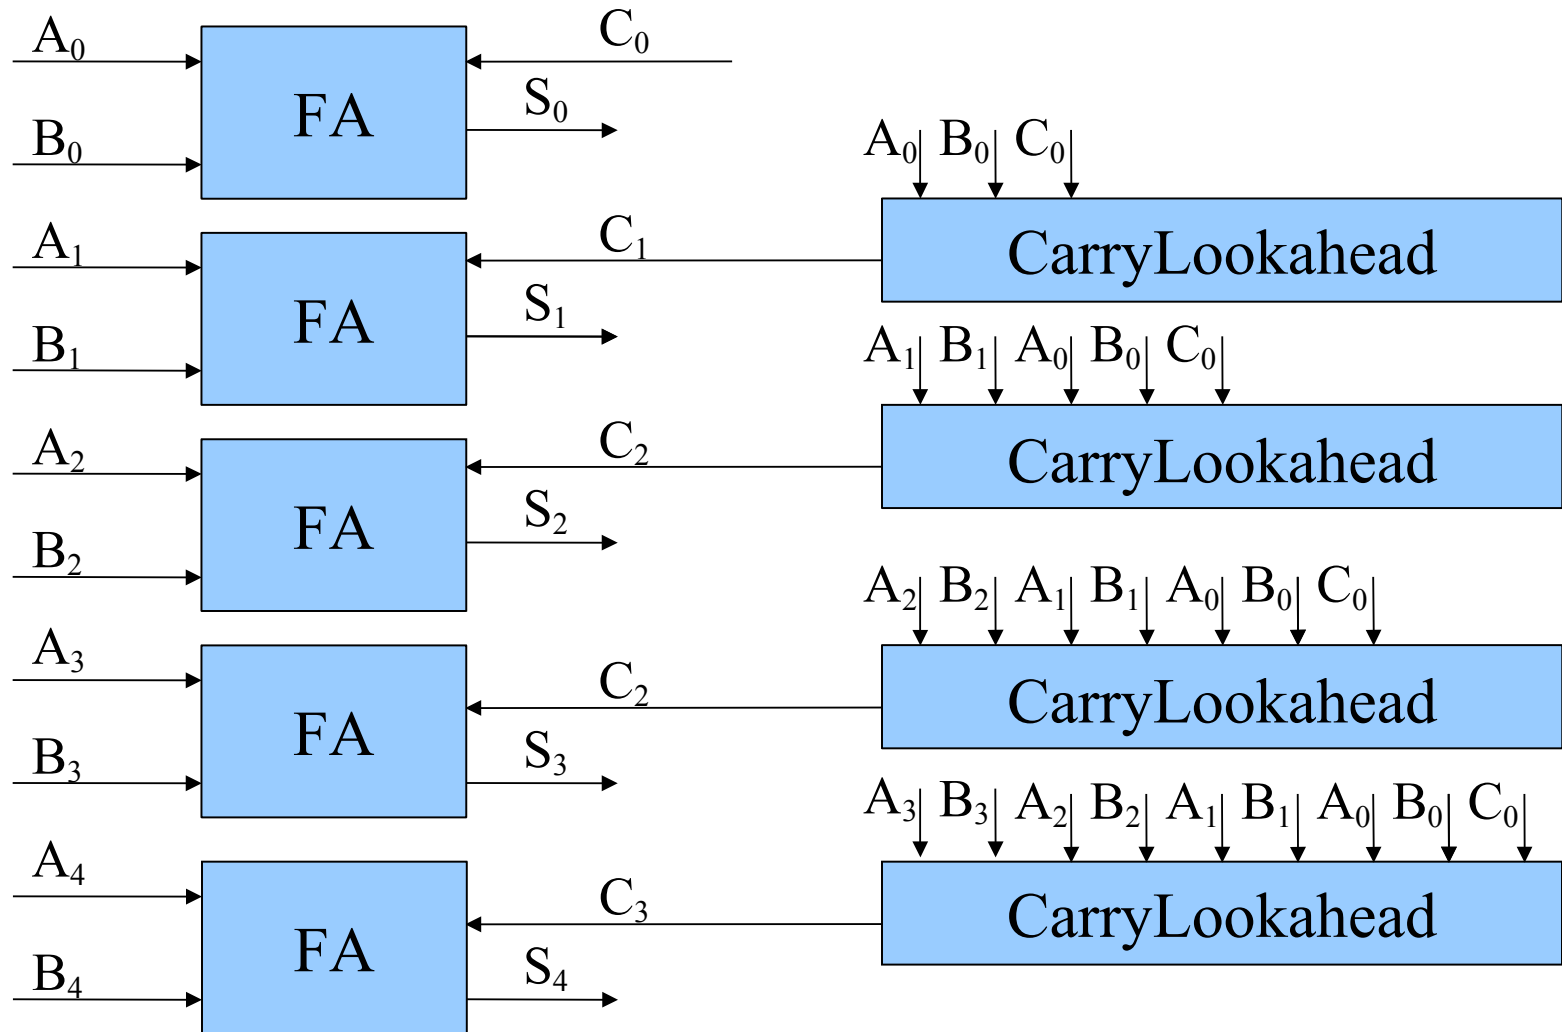 A₀ C₀
FA S₀
B₀ A₀ B₀ C₀
A₁ C₁ CarryLookahead
FA S₁
B₁ A₁ B₁ A₀ B₀ C₀
A₂ C₂ CarryLookahead
FA S₂
B₂ A₂ B₂ A₁ B₁ A₀ B₀ C₀
A₃ C₂ CarryLookahead
FA S₃
B₃ A₃ B₃ A₂ B₂ A₁ B₁ A₀ B₀ C₀
A₄ C₃ CarryLookahead
FA S₄
B₄